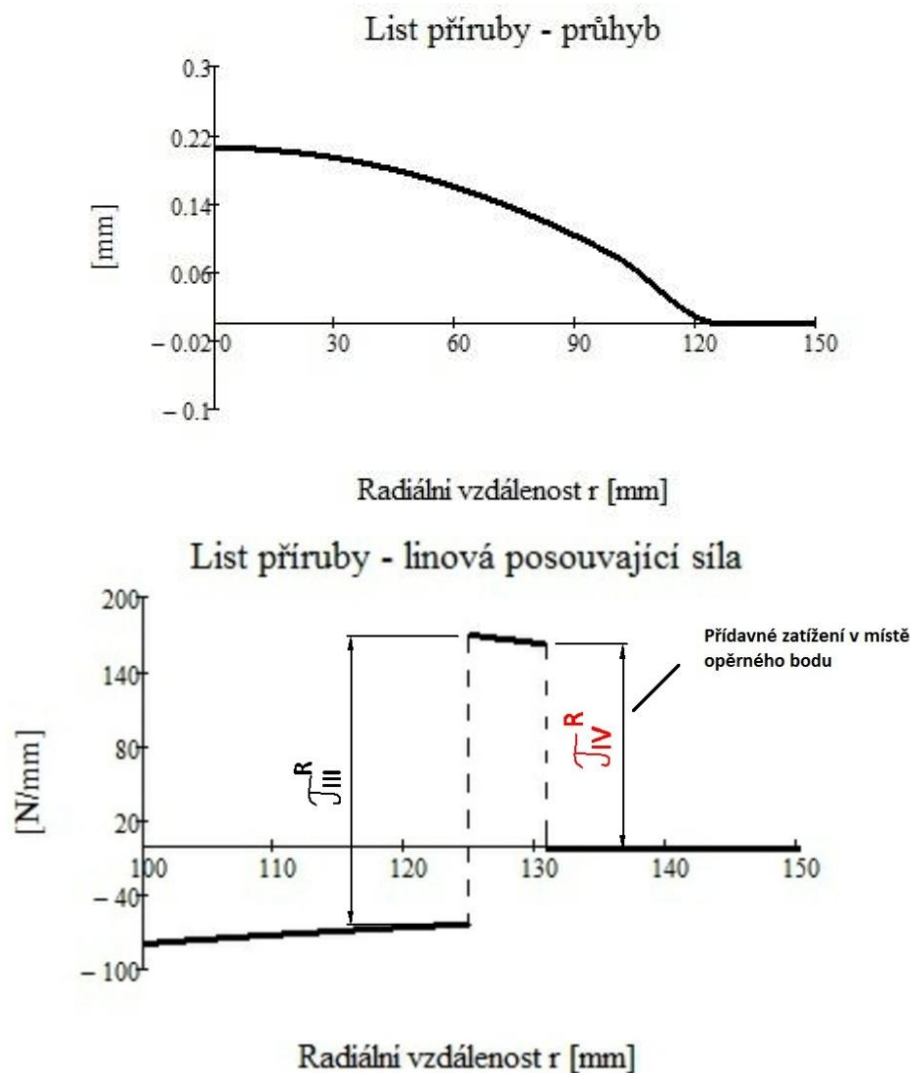 List příruby - průhyb
0.3
0.22
0.14
0.06
– 0.02
– 0.1
[mm]
0 30 60 90 120 150
Radiální vzdálenost r [mm]
List příruby - linová posouvající síla
200
140
80
20
– 40
– 100
[N/mm]
100 110 120 130 140 150
Přídavné zatížení v místě
opěrného bodu
𝒯 R III
𝒯 R IV
Radiální vzdálenost r [mm]